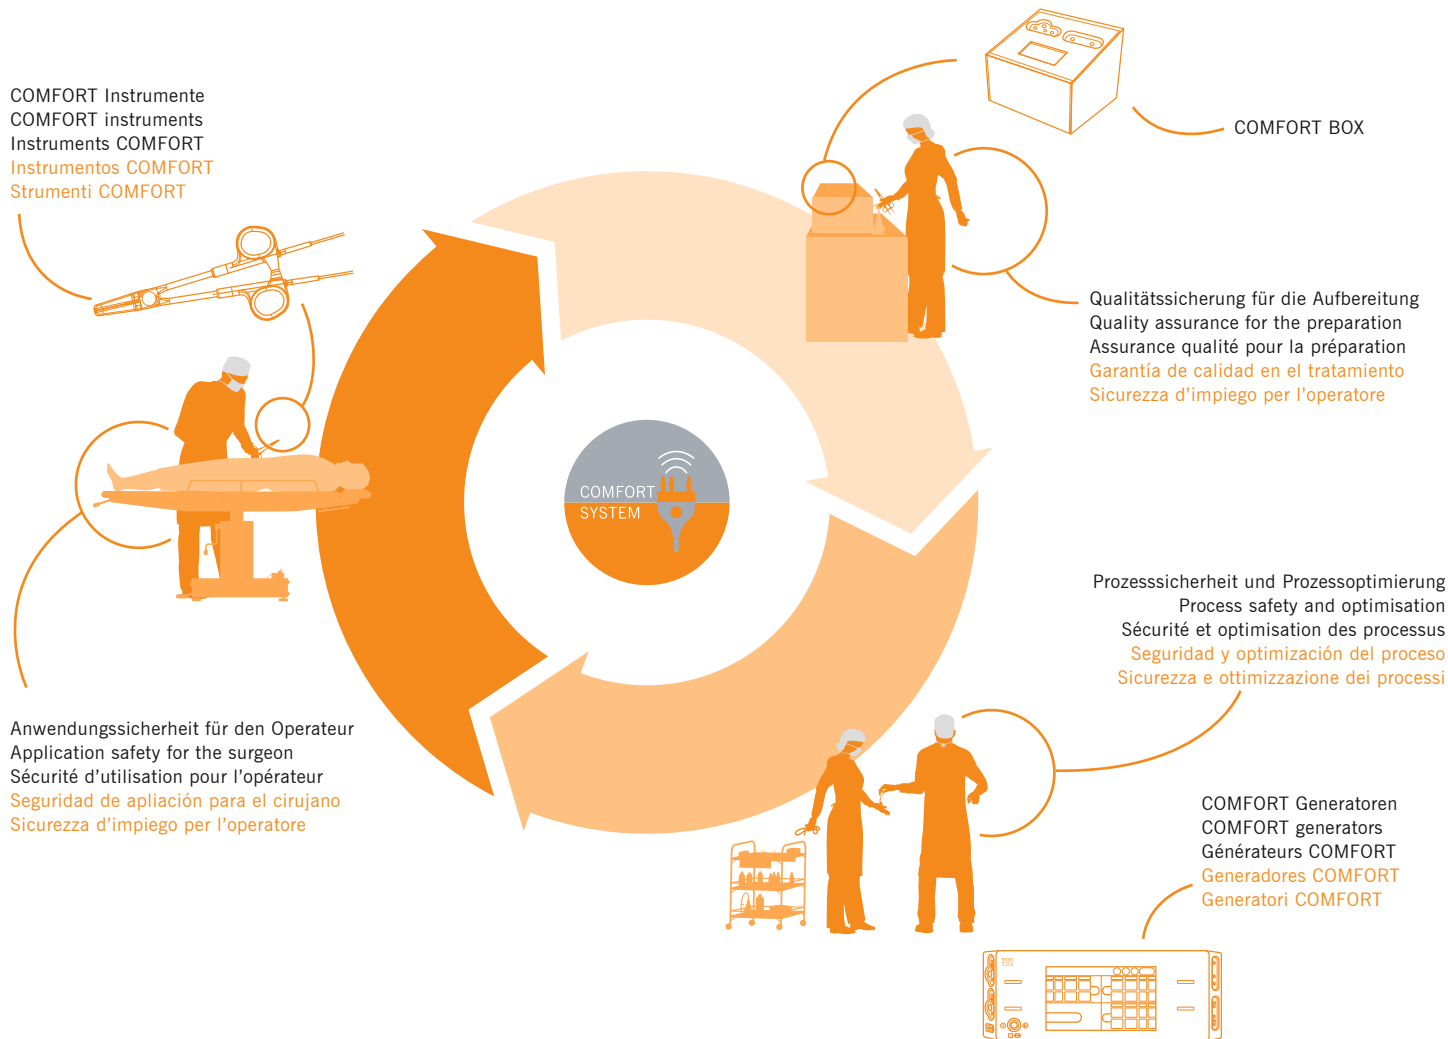 COMFORT Instrumente
COMFORT instruments
Instruments COMFORT
Instrumentos COMFORT
Strumenti COMFORT
COMFORT BOX
Qualitätssicherung für die Aufbereitung
Quality assurance for the preparation
Assurance qualité pour la préparation
Garantía de calidad en el tratamiento
Sicurezza d'impiego per l'operatore
COMFORT
SYSTEM
Prozesssicherheit und Prozessoptimierung
Process safety and optimisation
Sécurité et optimisation des processus
Seguridad y optimización del proceso
Sicurezza e ottimizzazione dei processi
Anwendungssicherheit für den Operateur
Application safety for the surgeon
Sécurité d'utilisation pour l'opérateur
Seguridad de apliación para el cirujano
Sicurezza d'impiego per l'operatore
COMFORT Generatoren
COMFORT generators
Générateurs COMFORT
Generadores COMFORT
Generatori COMFORT